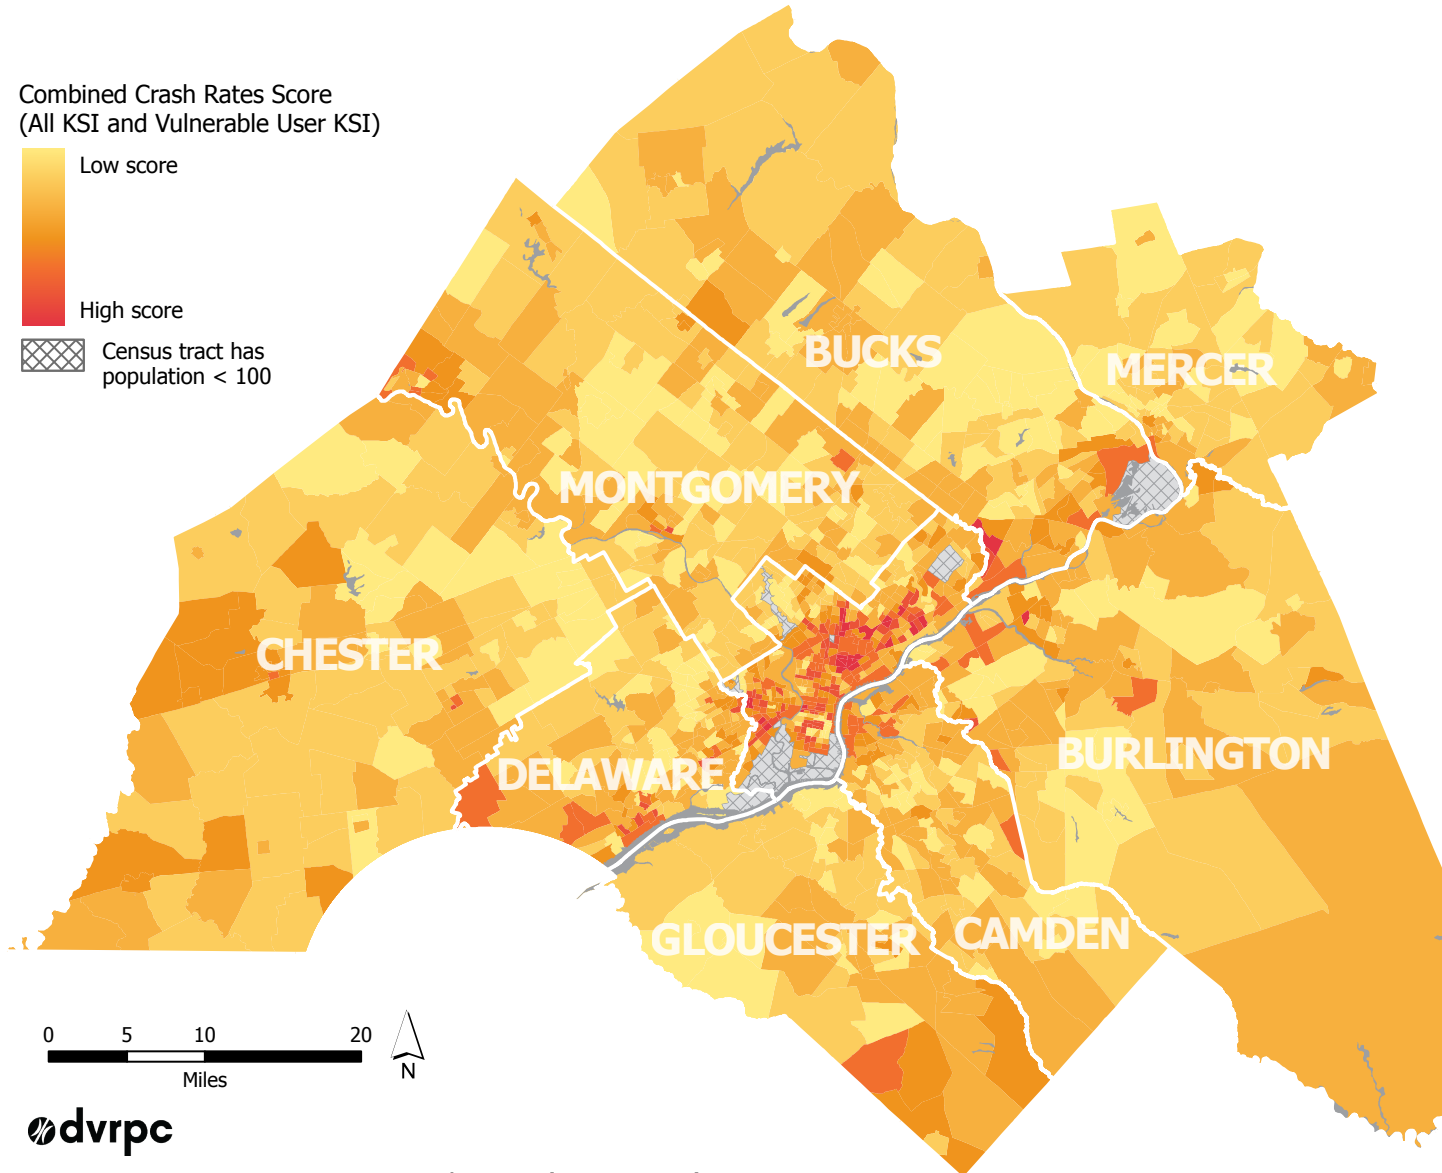 Combined Crash Rates Score
(All KSI and Vulnerable User KSI)
Low score
High score
Census tract has
population < 100
BUCKS
MERCER
MONTGOMERY
CHESTER
DELAWARE
BURLINGTON
GLOUCESTER
CAMDEN
0 5 10 20
Miles
N
dvrpc